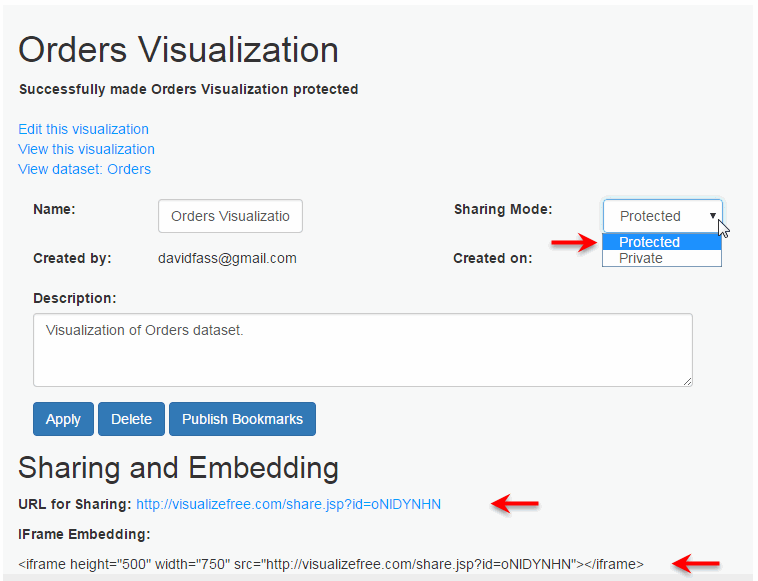 Orders Visualization
Successfully made Orders Visualization protected
Edit this visualization
View this visualization
View dataset: Orders
Name: Orders Visualizatio Sharing Mode: Protected
Protected
Created by: davidfass@gmail.com Created on: Private
Description:
Visualization of Orders dataset.
Apply Delete Publish Bookmarks
Sharing and Embedding
URL for Sharing: http://visualizefree.com/share.jsp?id=oNIDYNHN
IFrame Embedding:
<iframe height="500" width="750" src="http://visualizefree.com/share.jsp?id=oNIDYNHN"></iframe>